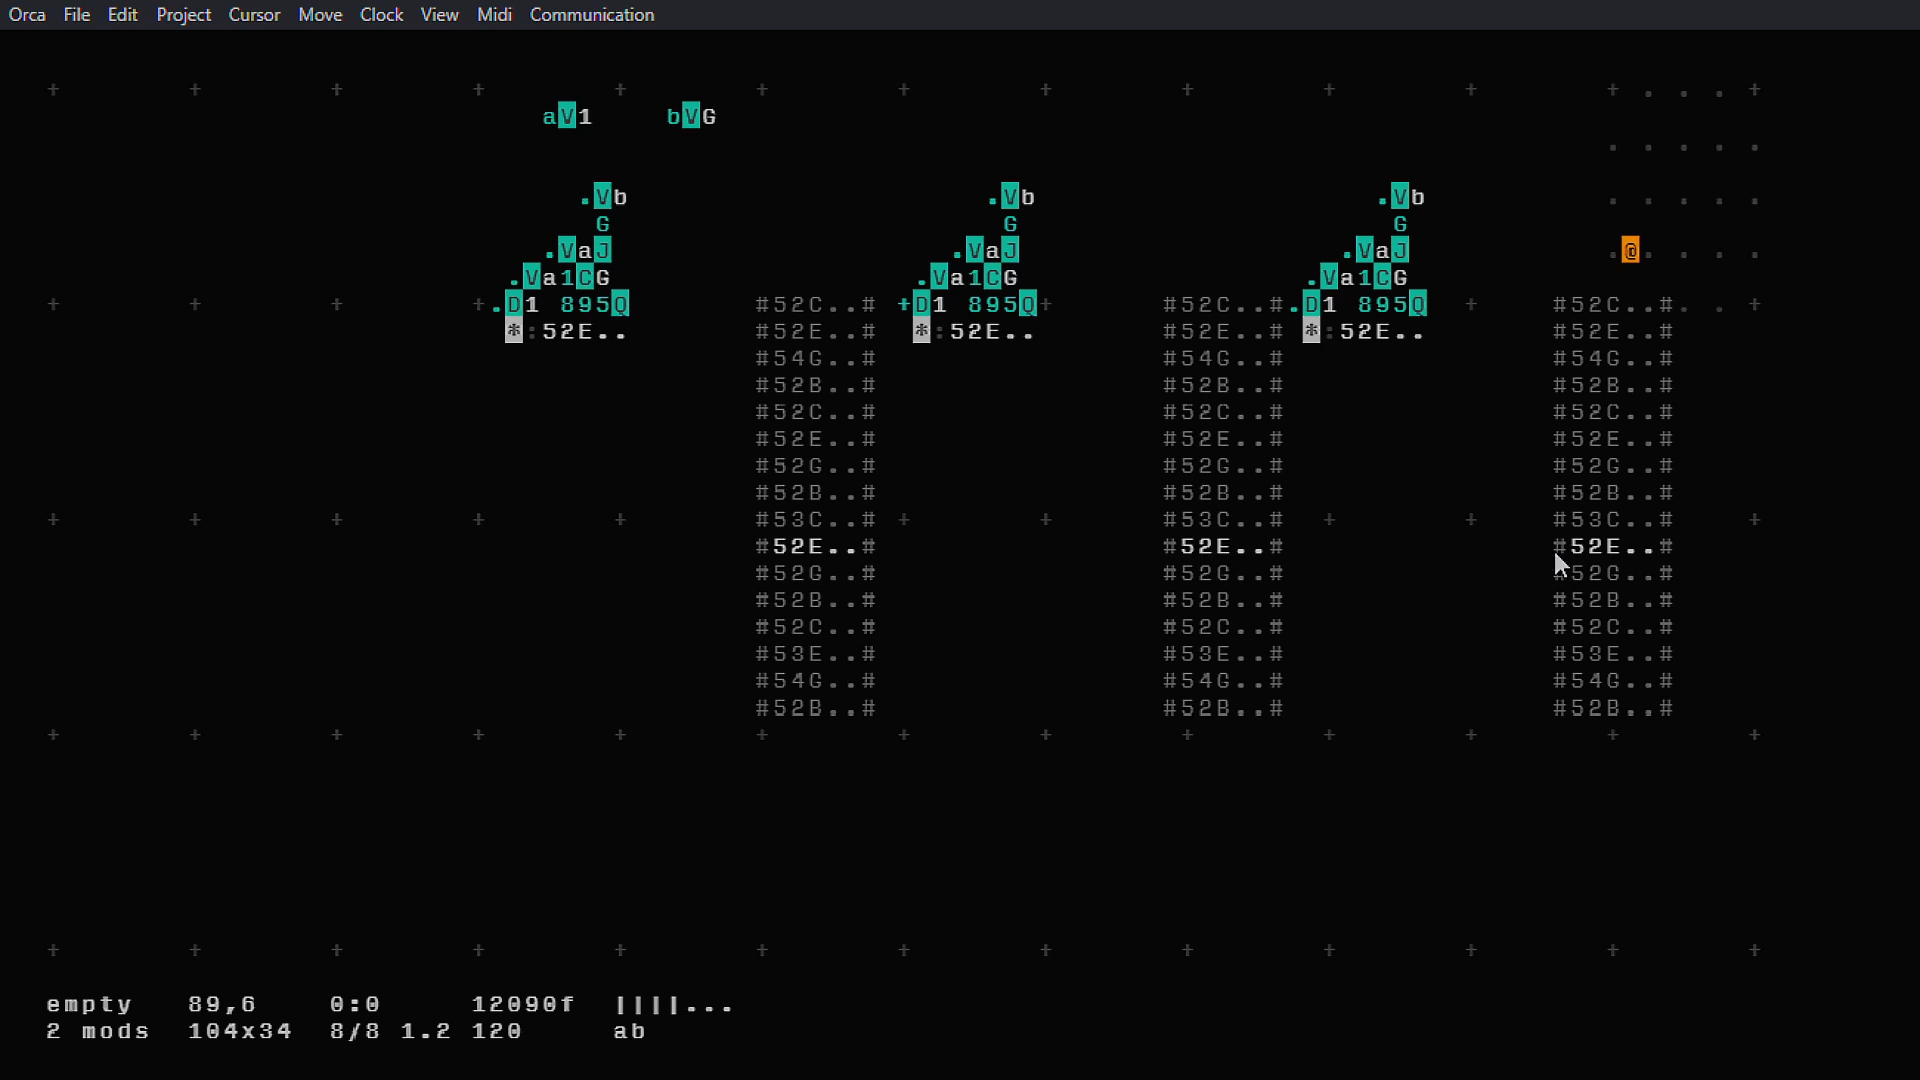 Orca File Edit Project Cursor Move Clock View Midi Communication
aV1 bVG
.Vb .Vb .Vb
G G G
.VaJ .VaJ .VaJ @
.Va1CG .Va1CG .Va1CG
.D1 895Q #52C..# +D1 895Q #52C..# .D1 895Q #52C..#
*:52E.. #52E..# *:52E.. #52E..# *:52E.. #52E..#
#54G..# #54G..# #54G..#
#52B..# #52B..# #52B..#
#52C..# #52C..# #52C..#
#52E..# #52E..# #52E..#
#52G..# #52G..# #52G..#
#52B..# #52B..# #52B..#
#53C..# #53C..# #53C..#
#52E..# #52E..# #52E..#
#52G..# #52G..# #52G..#
#52B..# #52B..# #52B..#
#52C..# #52C..# #52C..#
#53E..# #53E..# #53E..#
#54G..# #54G..# #54G..#
#52B..# #52B..# #52B..#
empty 89,6 0:0 12090f ||||...
2 mods 104x34 8/8 1.2 120 ab